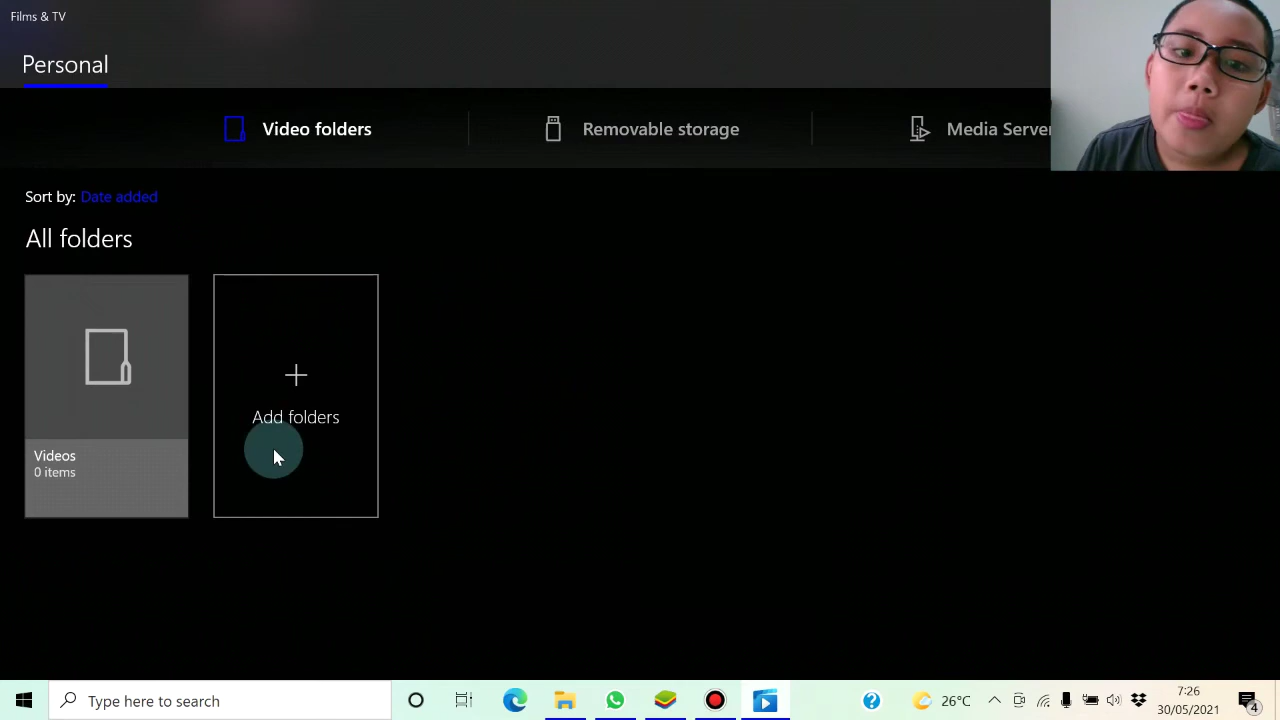 Films & TV
Personal
Video folders
Removable storage
Media Server
Sort by: Date added
All folders
Add folders
Videos
0 items
Type here to search
26°C
7:26
30/05/2021
4